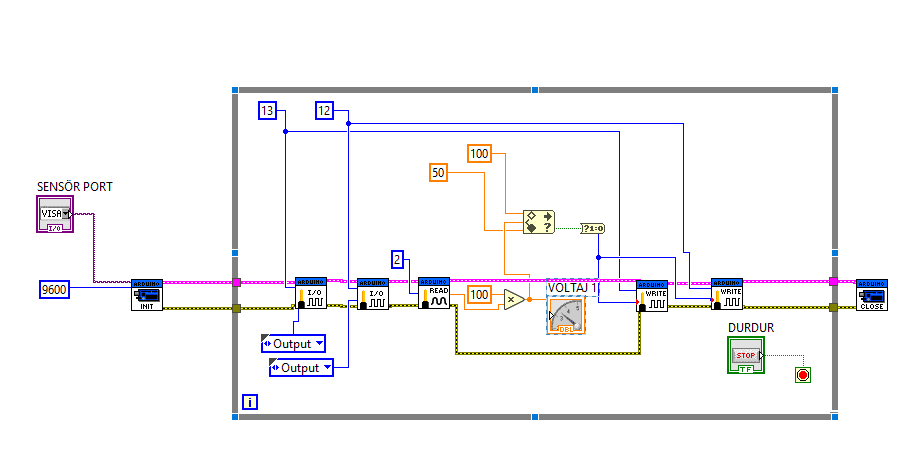 13
12
100
50
SENSÖR PORT
VISA
I/O
?
?1:0
2
9600
ARDUINO
INIT
ARDUINO
I/O
ARDUINO
I/O
ARDUINO
READ
100
×
VOLTAJ 1
DBL
ARDUINO
WRITE
ARDUINO
WRITE
ARDUINO
CLOSE
Output
Output
DURDUR
STOP
TF
i